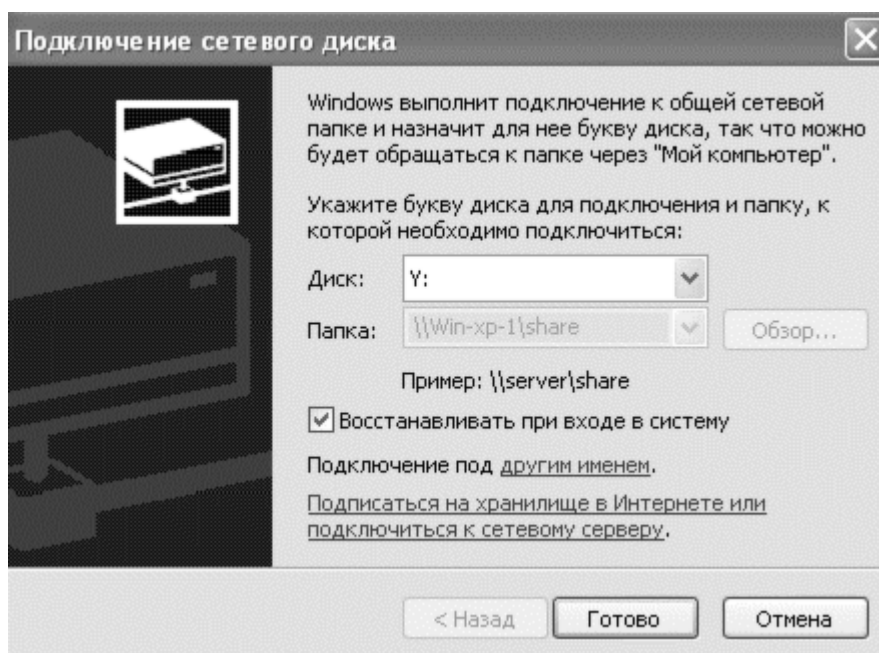 Подключение сетевого диска
Windows выполнит подключение к общей сетевой
папке и назначит для нее букву диска, так что можно
будет обращаться к папке через "Мой компьютер".
Укажите букву диска для подключения и папку, к
которой необходимо подключиться:
Диск: Y:
Папка: \\Win-xp-1\share Обзор...
Пример: \\server\share
Восстанавливать при входе в систему
Подключение под другим именем.
Подписаться на хранилище в Интернете или
подключиться к сетевому серверу.
< Назад Готово Отмена